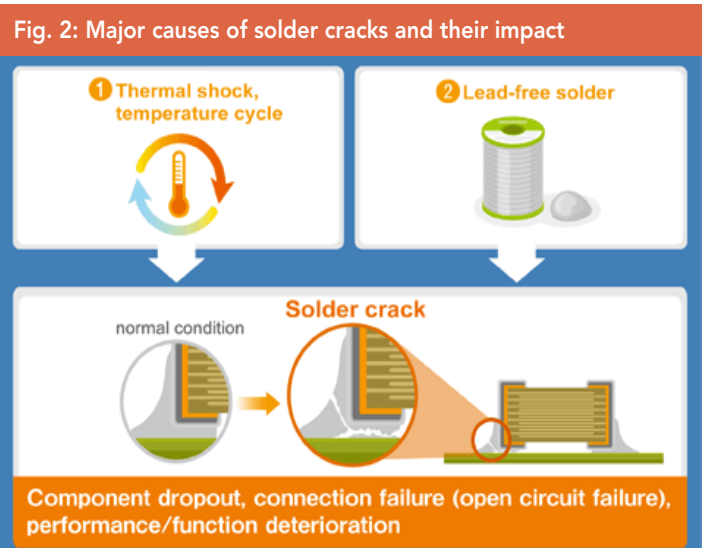 Fig. 2: Major causes of solder cracks and their impact
1 Thermal shock,
temperature cycle
2 Lead-free solder
Solder crack
normal condition
Component dropout, connection failure (open circuit failure),
performance/function deterioration